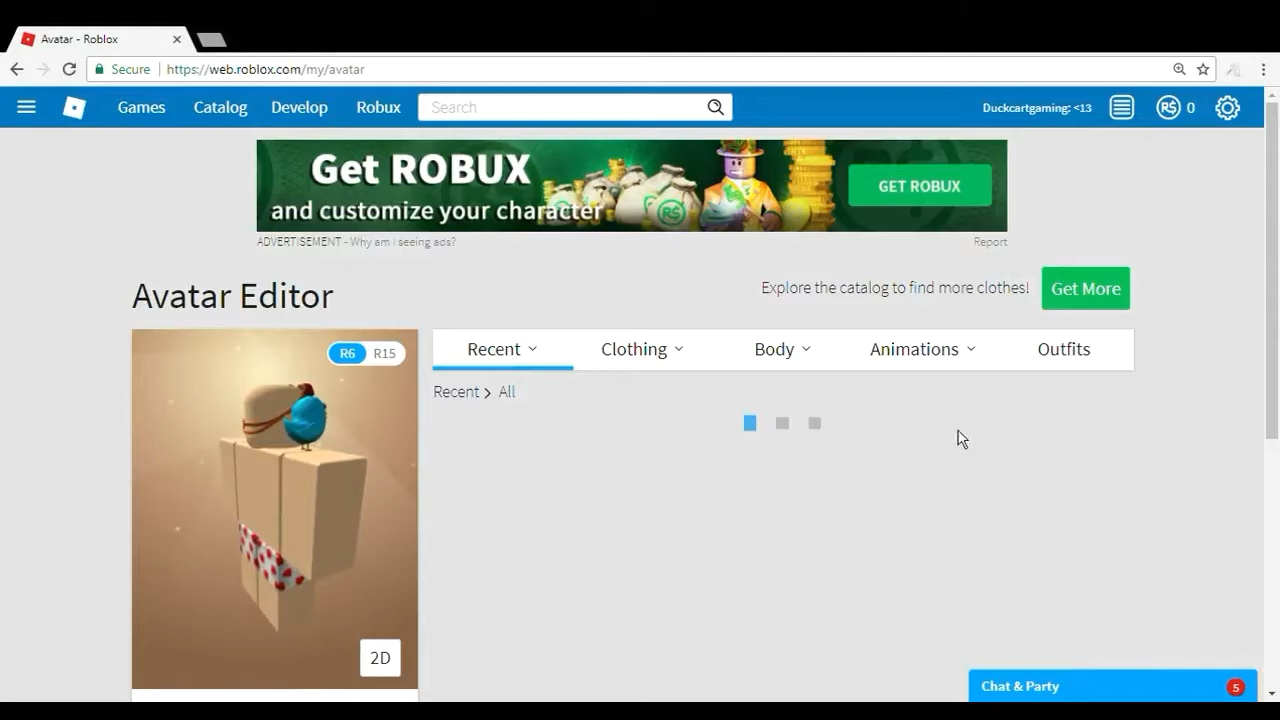 Avatar - Roblox
Secure https://web.roblox.com/my/avatar
Games Catalog Develop Robux Search Duckcartgaming: <13 R$ 0
Get ROBUX
and customize your character
GET ROBUX
ADVERTISEMENT - Why am I seeing ads? Report
Avatar Editor
Explore the catalog to find more clothes! Get More
R6 R15
Recent Clothing Body Animations Outfits
Recent > All
2D
Chat & Party 5